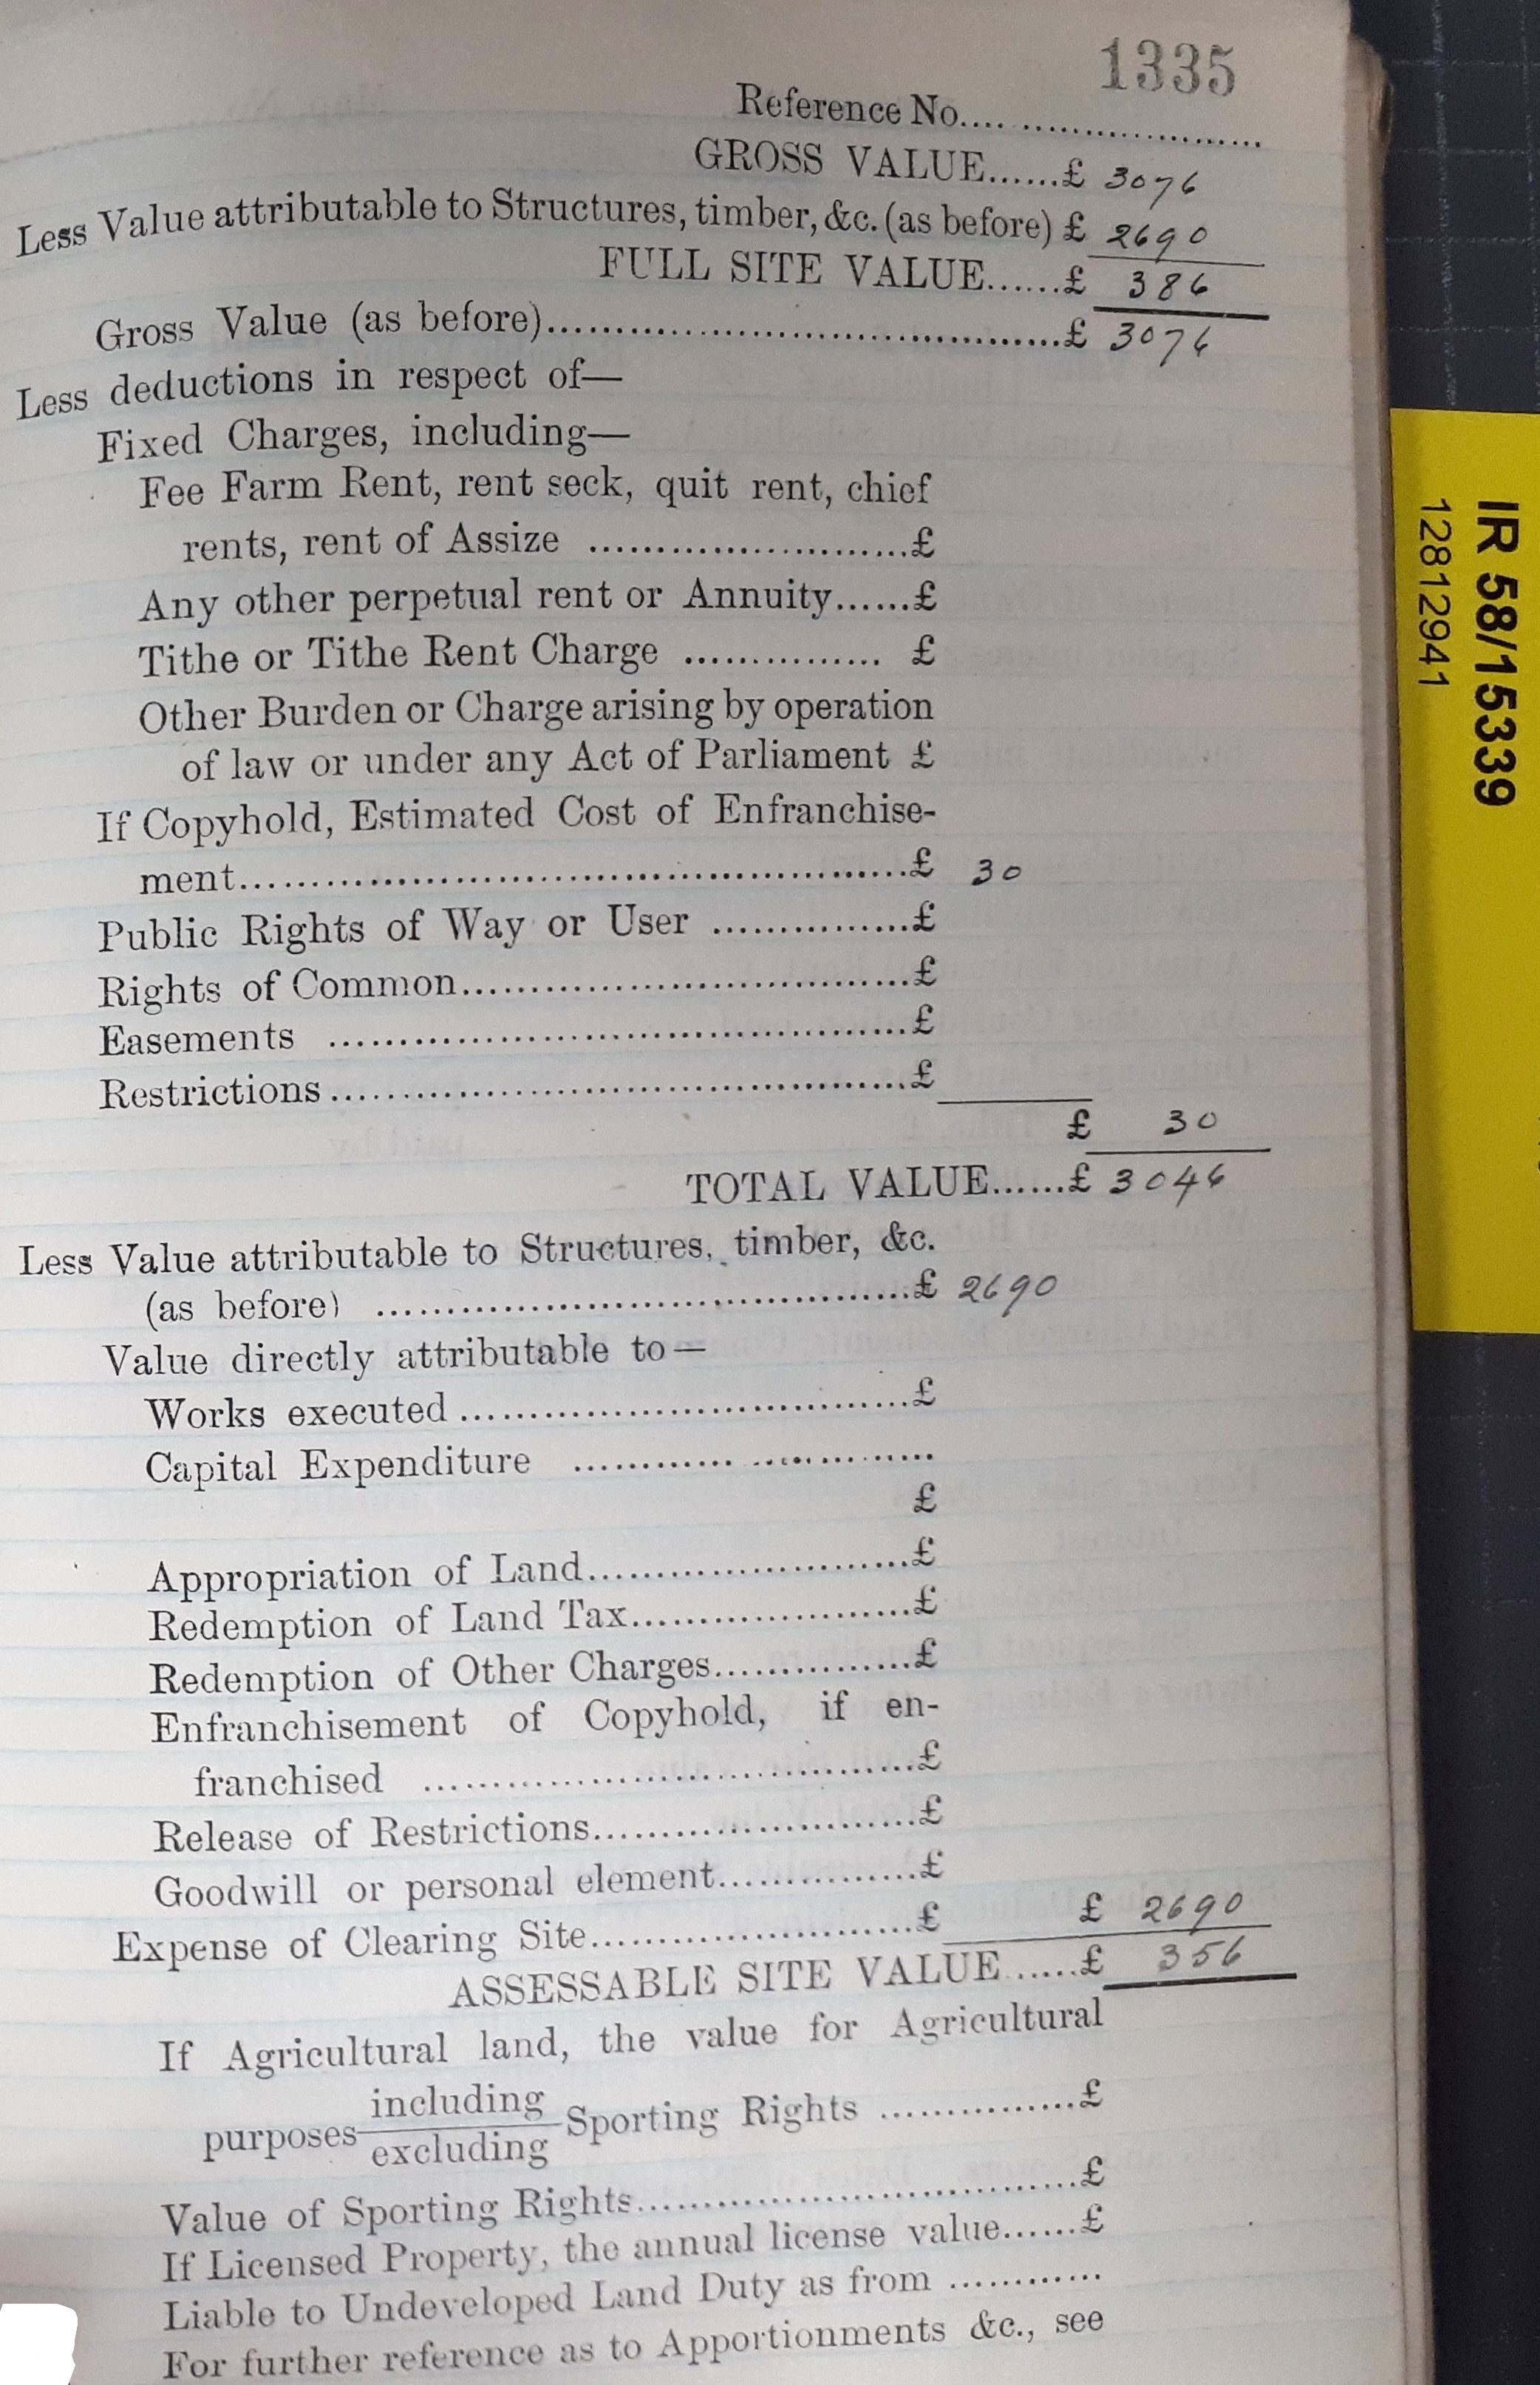 1335
Reference No.... ........................
GROSS VALUE......£ 3076
Less Value attributable to Structures, timber, &c. (as before) £ 2690
FULL SITE VALUE......£ 386
Gross Value (as before)..............................................£ 3076
Less deductions in respect of—
Fixed Charges, including—
Fee Farm Rent, rent seck, quit rent, chief
rents, rent of Assize ...........................£
Any other perpetual rent or Annuity......£
Tithe or Tithe Rent Charge ............... £
Other Burden or Charge arising by operation
of law or under any Act of Parliament £
If Copyhold, Estimated Cost of Enfranchise-
ment.........................................................£ 30
Public Rights of Way or User ................£
Rights of Common......................................£
Easements .................................................£
Restrictions.................................................£
£ 30
TOTAL VALUE......£ 3046
Less Value attributable to Structures, timber, &c.
(as before) ..............................................£ 2690
Value directly attributable to—
Works executed ......................................£
Capital Expenditure ..............................
£
Appropriation of Land...........................£
Redemption of Land Tax.......................£
Redemption of Other Charges................£
Enfranchisement of Copyhold, if en-
franchised ..........................................£
Release of Restrictions............................£
Goodwill or personal element.................£
Expense of Clearing Site...........................£ £ 2690
ASSESSABLE SITE VALUE ......£ 356
If Agricultural land, the value for Agricultural
including
purposes Sporting Rights ................£
excluding
Value of Sporting Rights.....................................£
If Licensed Property, the annual license value......£
Liable to Undeveloped Land Duty as from ............
For further reference as to Apportionments &c., see
IR 58/15339
12812941